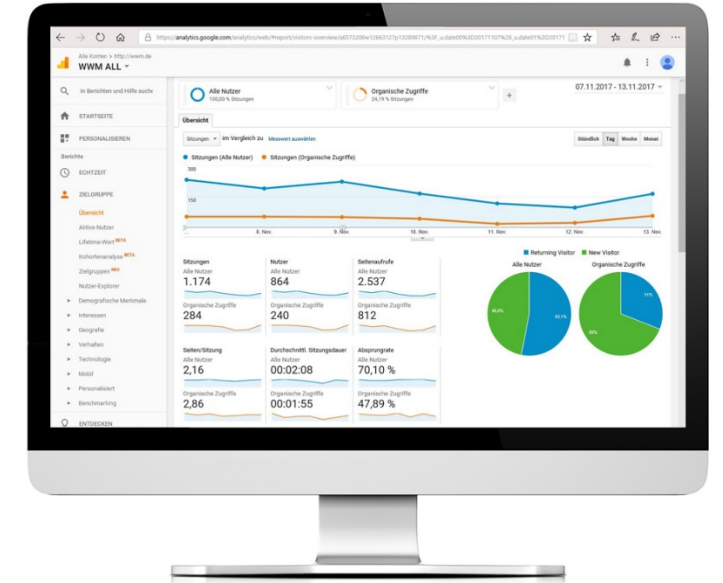 https://analytics.google.com/analytics/web/#report/visitors-overview/
Alle Konten > http://wwm.de
WWM ALL
In Berichten und Hilfe suche
STARTSEITE
PERSONALISIEREN
Berichte
ECHTZEIT
ZIELGRUPPE
Übersicht
Aktive Nutzer
Lifetime-Wert BETA
Kohortenanalyse BETA
Zielgruppen NEU
Nutzer-Explorer
Demografische Merkmale
Interessen
Geografie
Verhalten
Technologie
Mobil
Personalisiert
Benchmarking
ENTDECKEN
Alle Nutzer
100,00 % Sitzungen
Organische Zugriffe
24,19 % Sitzungen
+
07.11.2017 - 13.11.2017
Übersicht
Sitzungen im Vergleich zu Messwert auswählen
Stündlich Tag Woche Monat
Sitzungen (Alle Nutzer) Sitzungen (Organische Zugriffe)
300
150
8. Nov. 9. Nov. 10. Nov. 11. Nov. 12. Nov. 13. Nov.
Sitzungen
Alle Nutzer
1.174
Organische Zugriffe
284
Nutzer
Alle Nutzer
864
Organische Zugriffe
240
Seitenaufrufe
Alle Nutzer
2.537
Organische Zugriffe
812
Seiten/Sitzung
Alle Nutzer
2,16
Organische Zugriffe
2,86
Durchschnittl. Sitzungsdauer
Alle Nutzer
00:02:08
Organische Zugriffe
00:01:55
Absprungrate
Alle Nutzer
70,10 %
Organische Zugriffe
47,89 %
Returning Visitor New Visitor
Alle Nutzer
Organische Zugriffe